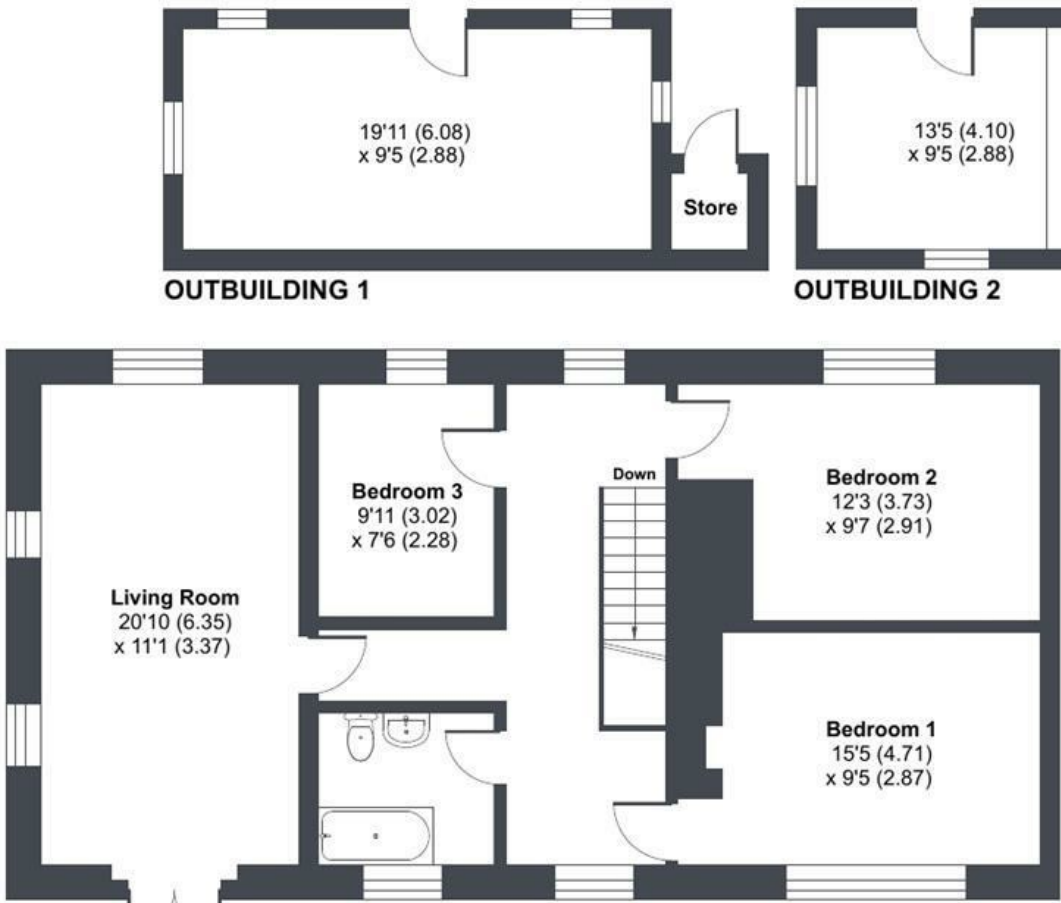 19'11 (6.08)
x 9'5 (2.88)
Store
OUTBUILDING 1
13'5 (4.10)
x 9'5 (2.88)
OUTBUILDING 2
Living Room
20'10 (6.35)
x 11'1 (3.37)
Bedroom 3
9'11 (3.02)
x 7'6 (2.28)
Down
Bedroom 2
12'3 (3.73)
x 9'7 (2.91)
Bedroom 1
15'5 (4.71)
x 9'5 (2.87)